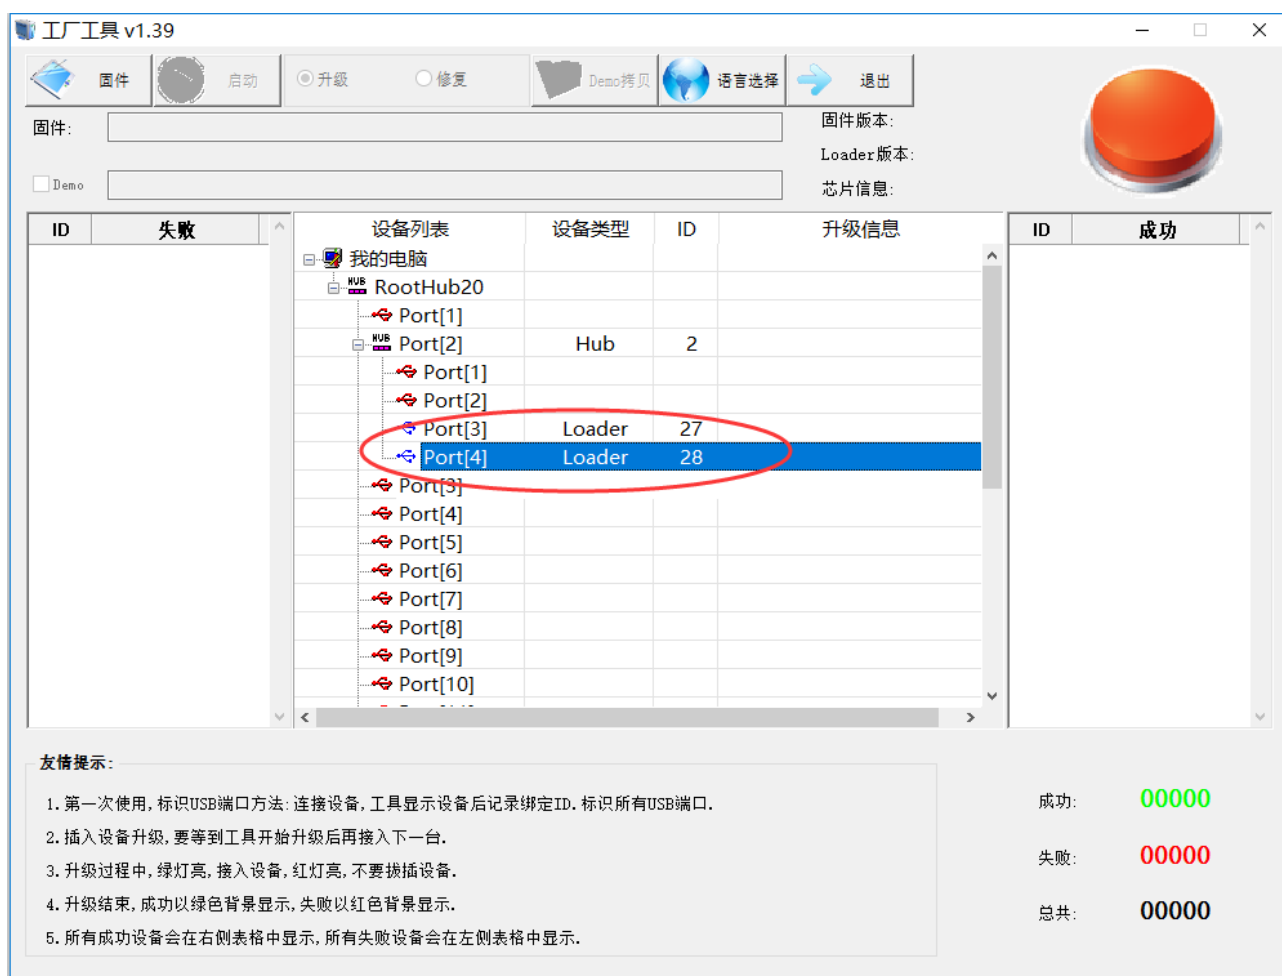 工厂工具 v1.39
固件 启动 升级 修复 Demo拷贝 语言选择 退出
固件: 固件版本:
Loader版本:
Demo 芯片信息:
ID 失败 设备列表 设备类型 ID 升级信息 ID 成功
我的电脑
HUB RootHub20
Port[1]
HUB Port[2] Hub 2
Port[1]
Port[2]
Port[3] Loader 27
Port[4] Loader 28
Port[3]
Port[4]
Port[5]
Port[6]
Port[7]
Port[8]
Port[9]
Port[10]
友情提示:
1.第一次使用,标识USB端口方法:连接设备,工具显示设备后记录绑定ID.标识所有USB端口.
2.插入设备升级,要等到工具开始升级后再接入下一台.
3.升级过程中,绿灯亮,接入设备,红灯亮,不要拔插设备.
4.升级结束,成功以绿色背景显示,失败以红色背景显示.
5.所有成功设备会在右侧表格中显示,所有失败设备会在左侧表格中显示.
成功: 00000
失败: 00000
总共: 00000